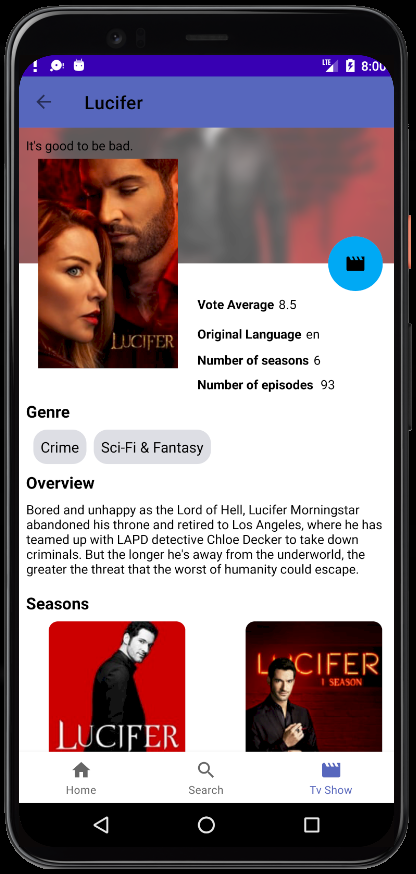 LTE 8:00
Lucifer
It's good to be bad.
LUCIFER
Vote Average 8.5
Original Language en
Number of seasons 6
Number of episodes 93
Genre
Crime Sci-Fi & Fantasy
Overview
Bored and unhappy as the Lord of Hell, Lucifer Morningstar
abandoned his throne and retired to Los Angeles, where he has
teamed up with LAPD detective Chloe Decker to take down
criminals. But the longer he's away from the underworld, the
greater the threat that the worst of humanity could escape.
Seasons
LUCIFER
LUCIFER
1 SEASON
Home Search Tv Show